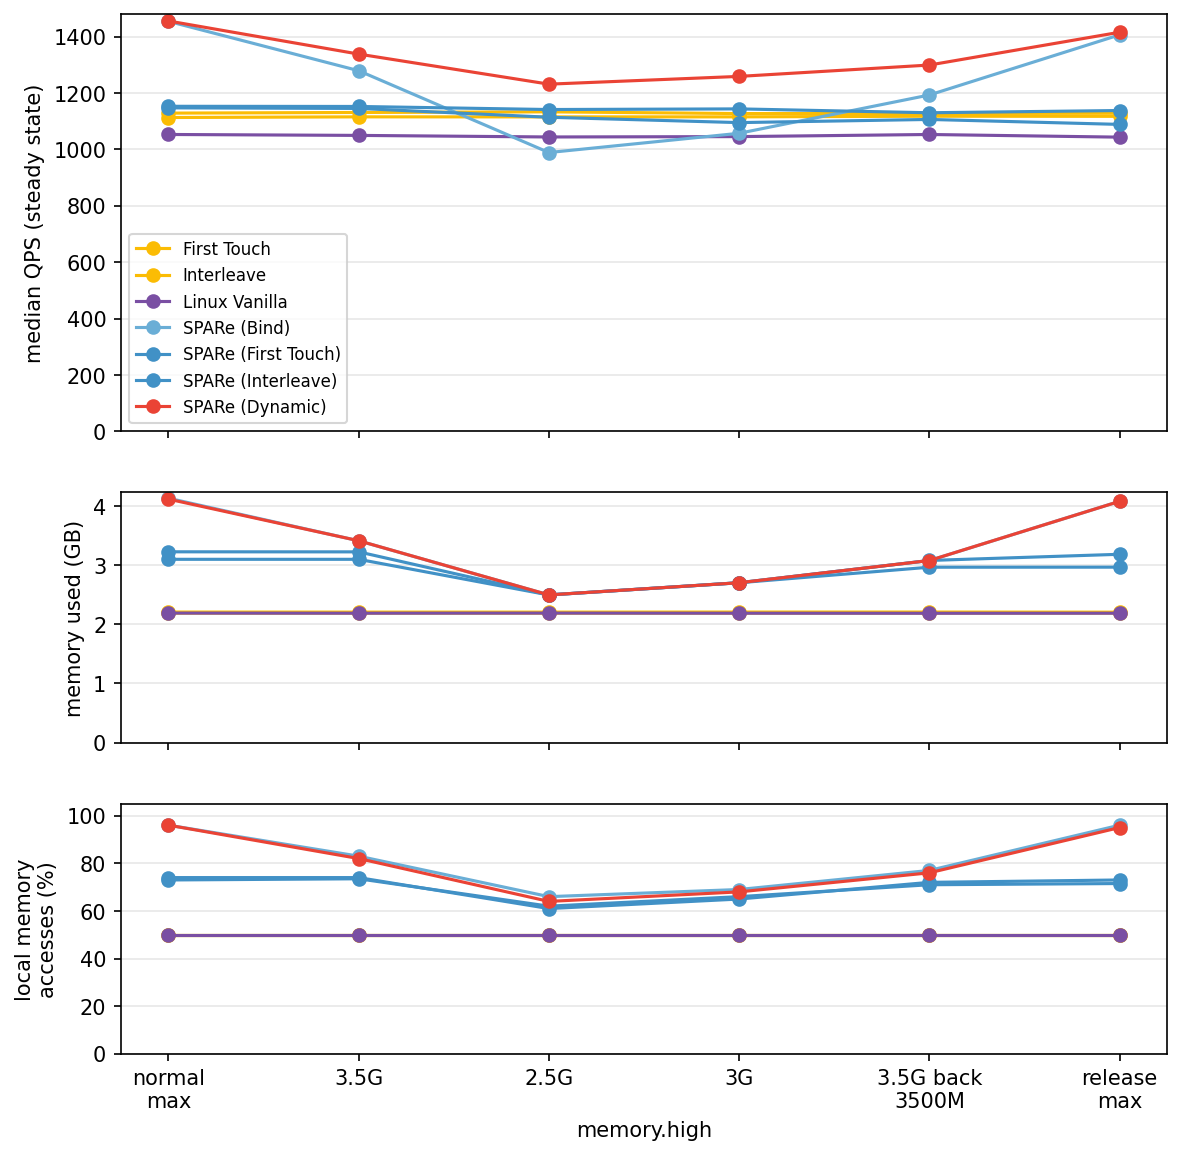 1400
1200
1000
800
600
400
200
0
median QPS (steady state)
First Touch
Interleave
Linux Vanilla
SPARe (Bind)
SPARe (First Touch)
SPARe (Interleave)
SPARe (Dynamic)
4
3
2
1
0
memory used (GB)
100
80
60
40
20
0
local memory
accesses (%)
normal
max
3.5G
2.5G
3G
3.5G back
3500M
release
max
memory.high